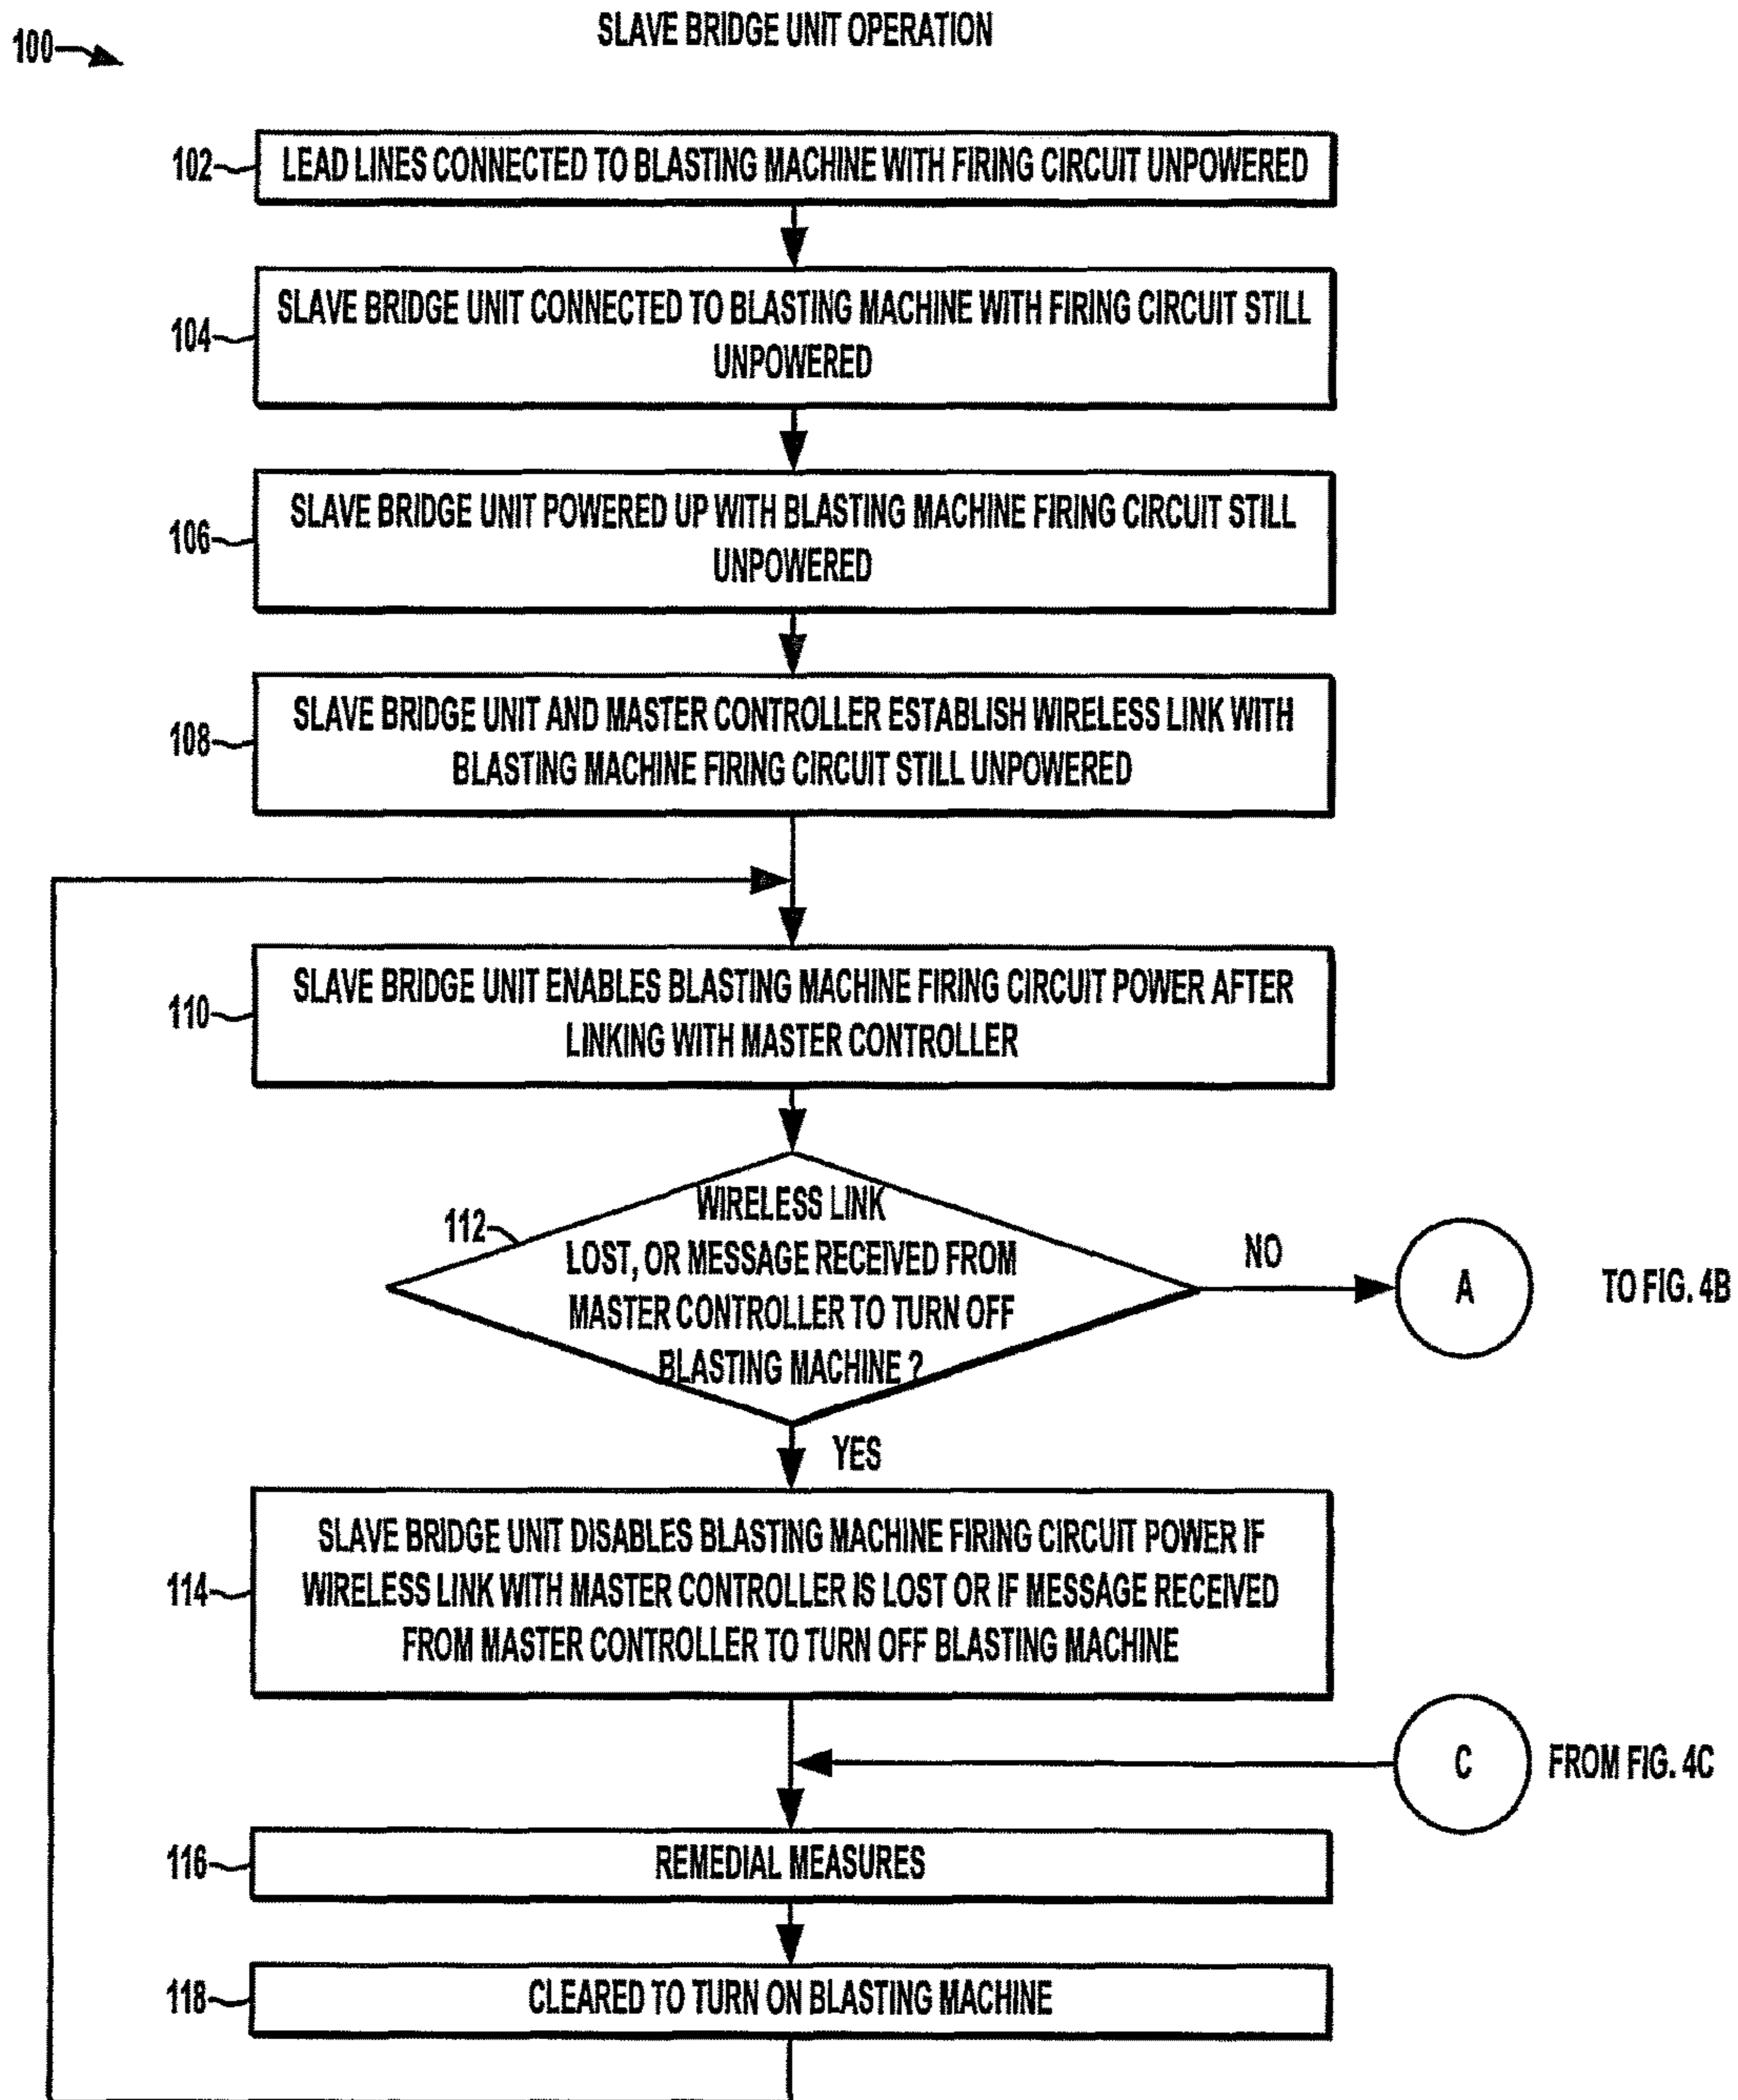 SLAVE BRIDGE UNIT OPERATION
100
102
LEAD LINES CONNECTED TO BLASTING MACHINE WITH FIRING CIRCUIT UNPOWERED
104
SLAVE BRIDGE UNIT CONNECTED TO BLASTING MACHINE WITH FIRING CIRCUIT STILL
UNPOWERED
106
SLAVE BRIDGE UNIT POWERED UP WITH BLASTING MACHINE FIRING CIRCUIT STILL
UNPOWERED
108
SLAVE BRIDGE UNIT AND MASTER CONTROLLER ESTABLISH WIRELESS LINK WITH
BLASTING MACHINE FIRING CIRCUIT STILL UNPOWERED
110
SLAVE BRIDGE UNIT ENABLES BLASTING MACHINE FIRING CIRCUIT POWER AFTER
LINKING WITH MASTER CONTROLLER
112
WIRELESS LINK
LOST, OR MESSAGE RECEIVED FROM
MASTER CONTROLLER TO TURN OFF
BLASTING MACHINE ?
NO
A
TO FIG. 4B
YES
114
SLAVE BRIDGE UNIT DISABLES BLASTING MACHINE FIRING CIRCUIT POWER IF
WIRELESS LINK WITH MASTER CONTROLLER IS LOST OR IF MESSAGE RECEIVED
FROM MASTER CONTROLLER TO TURN OFF BLASTING MACHINE
C
FROM FIG. 4C
116
REMEDIAL MEASURES
118
CLEARED TO TURN ON BLASTING MACHINE